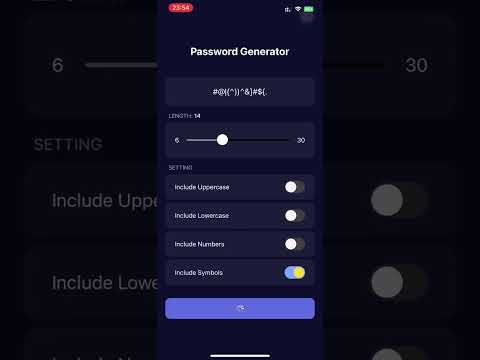 23:54
Password Generator
#@|(^))^&}#${.
LENGTH: 14
6
30
SETTING
Include Uppercase
Include Lowercase
Include Numbers
Include Symbols
6
30
SETTING
Include Upp
Include Lowe